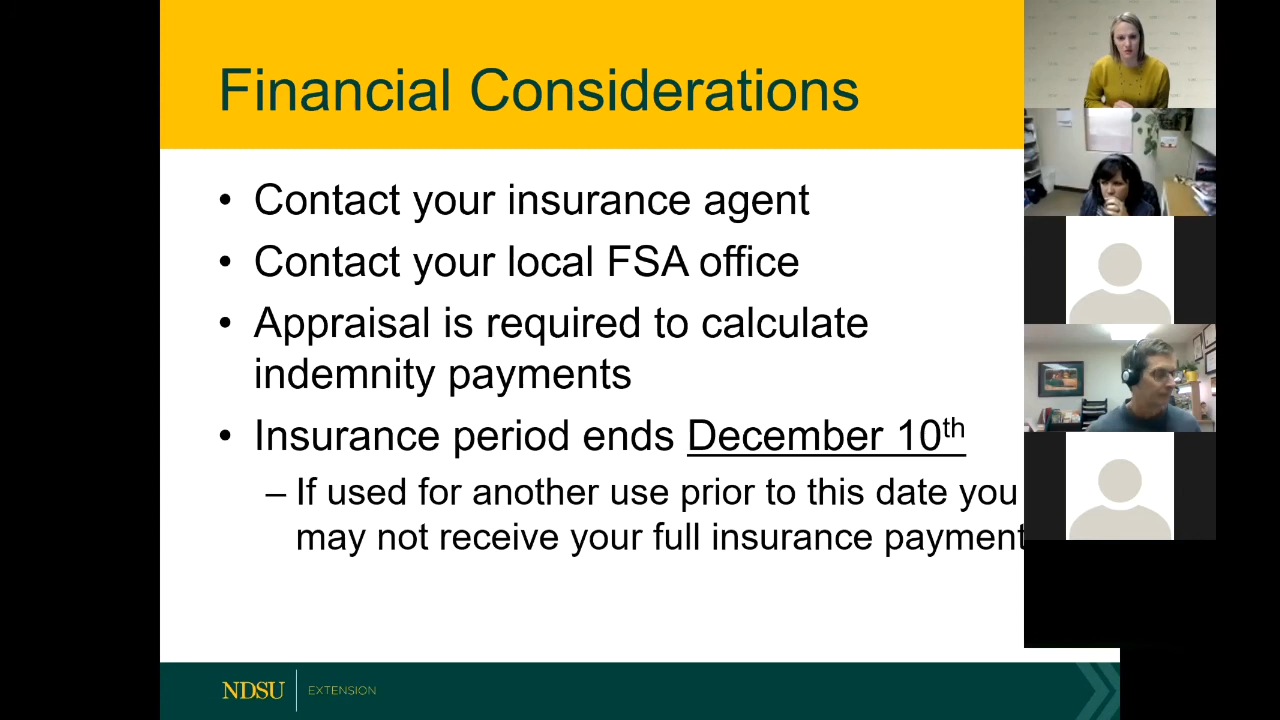 Financial Considerations
• Contact your insurance agent
• Contact your local FSA office
• Appraisal is required to calculate
indemnity payments
• Insurance period ends December 10th
– If used for another use prior to this date you
may not receive your full insurance payment
NDSU EXTENSION